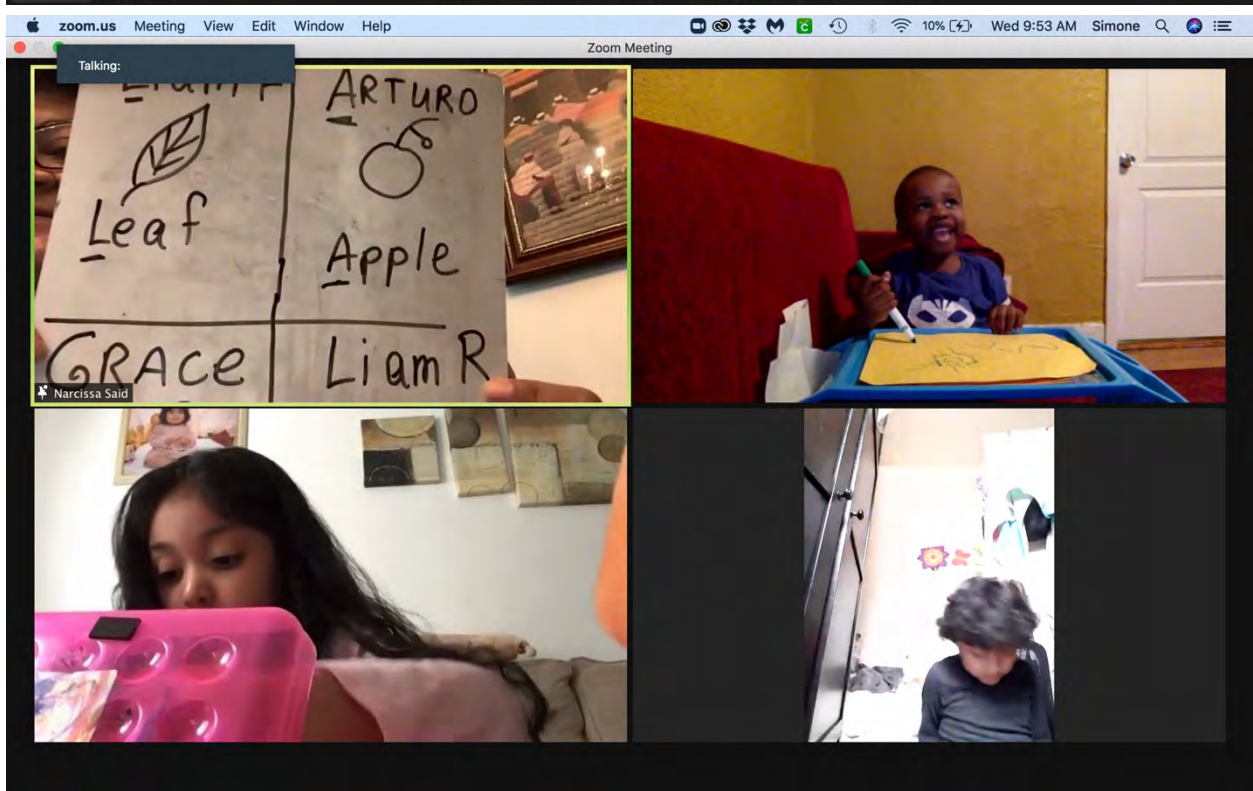 zoom.us Meeting View Edit Window Help 10% Wed 9:53 AM Simone
Zoom Meeting
Talking:
Liam F
ARTURO
Leaf
Apple
GRACE
Liam R
Narcissa Said